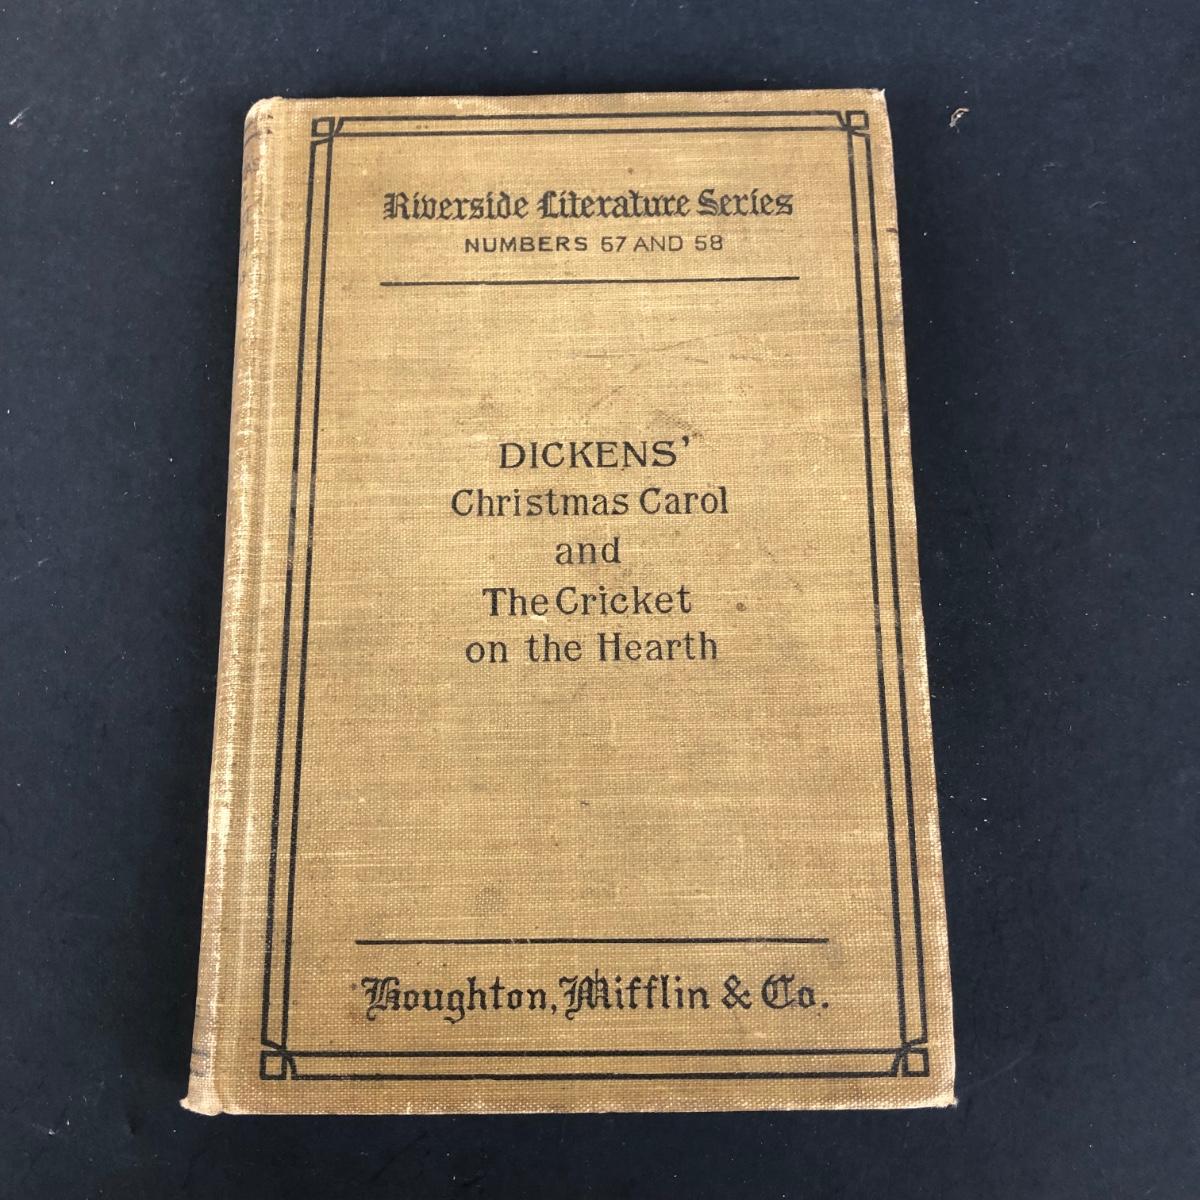 Riverside Literature Series
NUMBERS 57 AND 58
DICKENS'
Christmas Carol
and
The Cricket
on the Hearth
Houghton, Mifflin & Co.